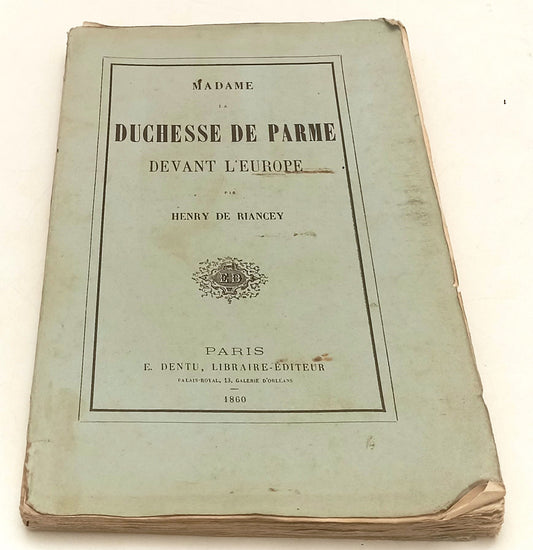 MADAME
LA
DUCHESSE DE PARME
DEVANT L'EUROPE
PAR
HENRY DE RIANCEY
ED
PARIS
E. DENTU, LIBRAIRE-ÉDITEUR
PALAIS-ROYAL, 13, GALERIE D'ORLÉANS
1860